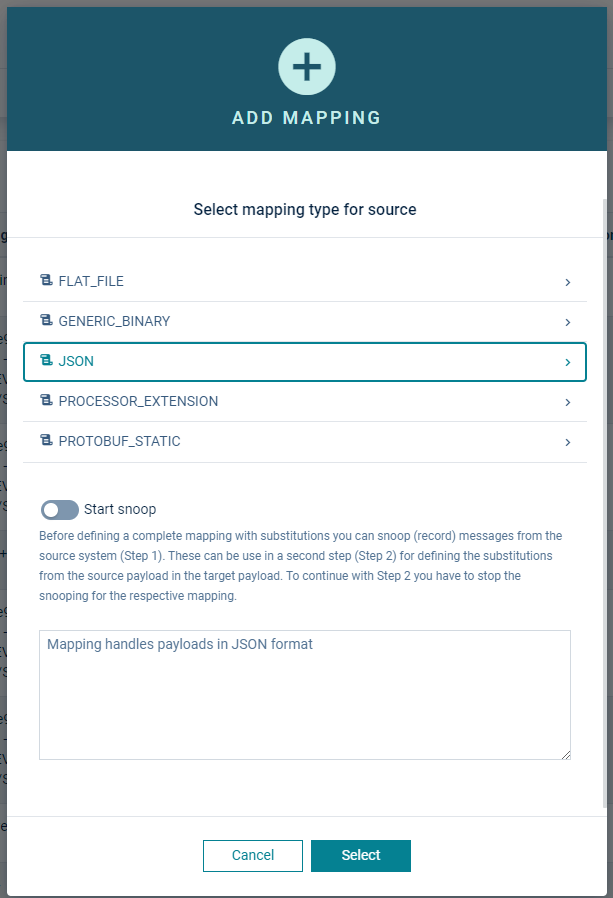 ADD MAPPING
Select mapping type for source
FLAT_FILE
GENERIC_BINARY
JSON
PROCESSOR_EXTENSION
PROTOBUF_STATIC
Start snoop
Before defining a complete mapping with substitutions you can snoop (record) messages from the
source system (Step 1). These can be use in a second step (Step 2) for defining the substitutions
from the source payload in the target payload. To continue with Step 2 you have to stop the
snooping for the respective mapping.
Mapping handles payloads in JSON format
Cancel
Select